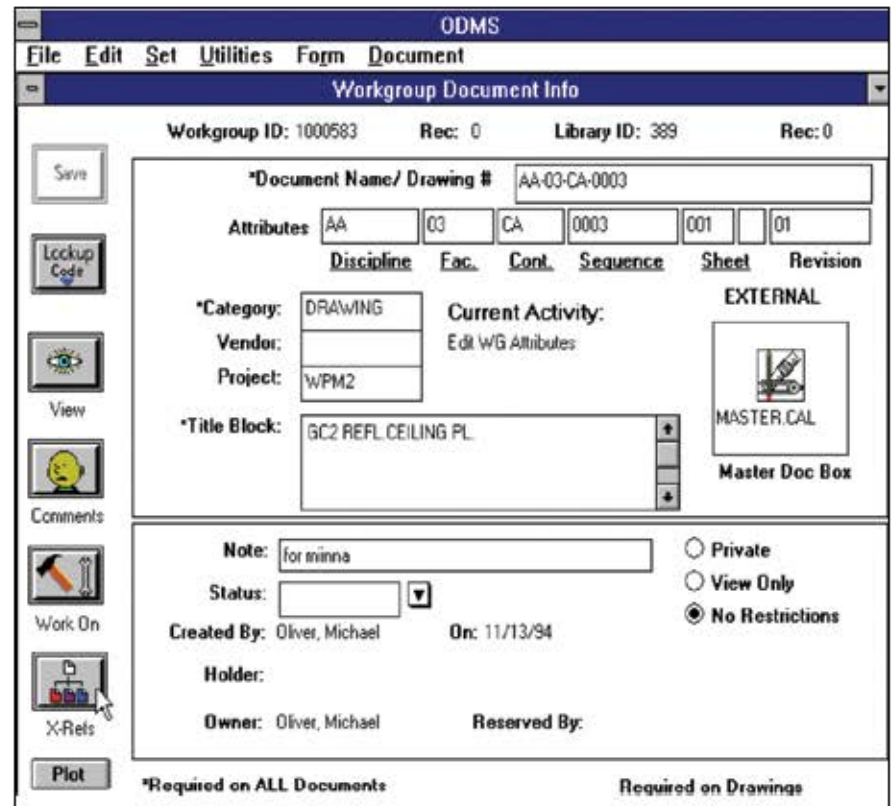 ODMS
File Edit Set Utilities Form Document
Workgroup Document Info
Workgroup ID: 1000583 Rec: 0 Library ID: 389 Rec: 0
Save
*Document Name/ Drawing # AA-03-CA-0003
Attributes AA 03 CA 0003 001 01
Discipline Fac. Cont. Sequence Sheet Revision
Lookup
Code
*Category: DRAWING
Current Activity:
EXTERNAL
Vendor:
Edit WG Attributes
Project: WPM2
View
MASTER.CAL
*Title Block: GC2 REFL.CEILING PL.
Master Doc Box
Comments
Note: for minna
Private
Status:
View Only
Work On
No Restrictions
Created By: Oliver, Michael On: 11/13/94
Holder:
X-Refs
Owner: Oliver, Michael Reserved By:
Plot
*Required on ALL Documents Required on Drawings